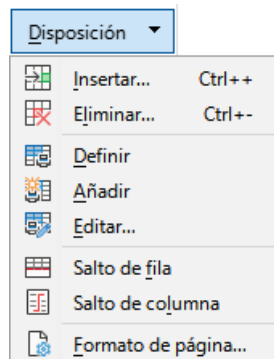 Disposición
Insertar... Ctrl++
Eliminar... Ctrl+-
Definir
Añadir
Editar...
Salto de fila
Salto de columna
Formato de página...